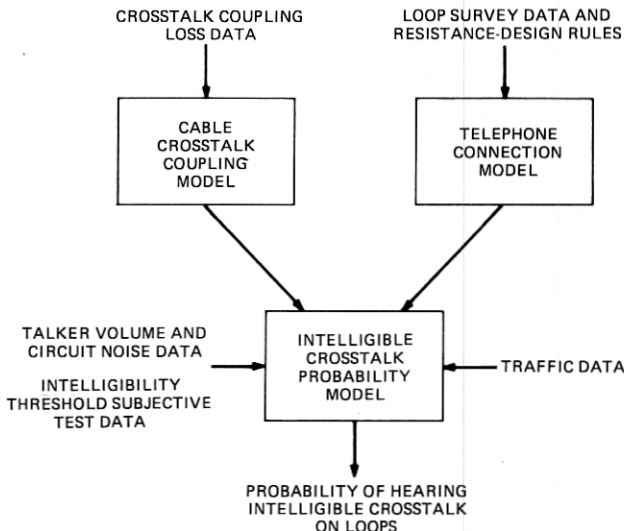 CROSSTALK COUPLING
LOSS DATA
LOOP SURVEY DATA AND
RESISTANCE-DESIGN RULES
CABLE
CROSSTALK
COUPLING
MODEL
TELEPHONE
CONNECTION
MODEL
TALKER VOLUME AND
CIRCUIT NOISE DATA
INTELLIGIBILITY
THRESHOLD SUBJECTIVE
TEST DATA
INTELLIGIBLE
CROSSTALK
PROBABILITY
MODEL
TRAFFIC DATA
PROBABILITY OF HEARING
INTELLIGIBLE CROSSTALK
ON LOOPS